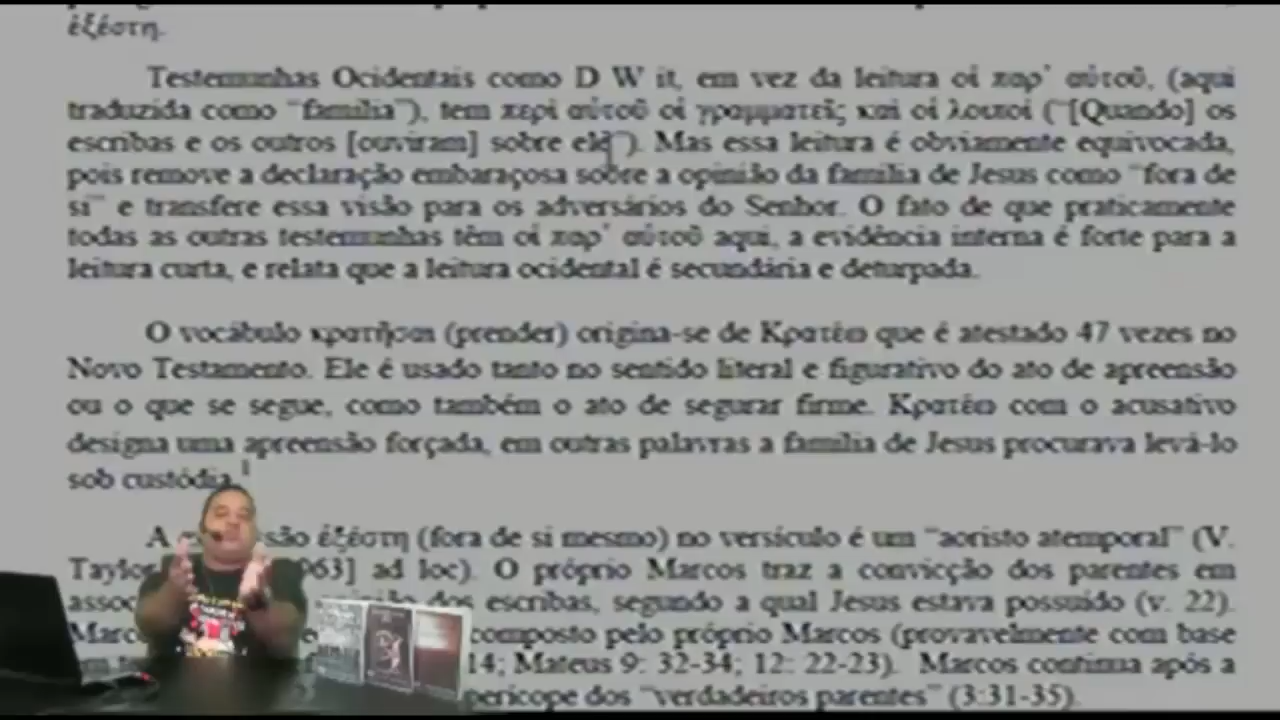 ἐξέστη.
Testemunhas Ocidentais como D W it, em vez da leitura οἱ παρ᾽ αὐτοῦ, (aqui
traduzida como “família”), tem περὶ αὐτοῦ οἱ γραμματεῖς καὶ οἱ λοιποί (“[Quando] os
escribas e os outros [ouviram] sobre ele”). Mas essa leitura é obviamente equivocada,
pois remove a declaração embaraçosa sobre a opinião da família de Jesus como “fora de
si” e transfere essa visão para os adversários do Senhor. O fato de que praticamente
todas as outras testemunhas têm οἱ παρ᾽ αὐτοῦ aqui, a evidência interna é forte para a
leitura curta, e relata que a leitura ocidental é secundária e deturpada.
O vocábulo κρατῆσαι (prender) origina-se de Κρατέω que é atestado 47 vezes no
Novo Testamento. Ele é usado tanto no sentido literal e figurativo do ato de apreensão
ou o que se segue, como também o ato de segurar firme. Κρατέω com o acusativo
designa uma apreensão forçada, em outras palavras a família de Jesus procurava levá-lo
sob custódia.1
A são ἐξέστη (fora de si mesmo) no versículo é um “aoristo atemporal” (V.
Taylor 963] ad loc). O próprio Marcos traz a convicção dos parentes em
assoc dos escribas, segundo a qual Jesus estava possuído (v. 22).
Marc composto pelo próprio Marcos (provavelmente com base
14; Mateus 9: 32-34; 12: 22-23). Marcos continua após a
perícope dos “verdadeiros parentes” (3:31-35).